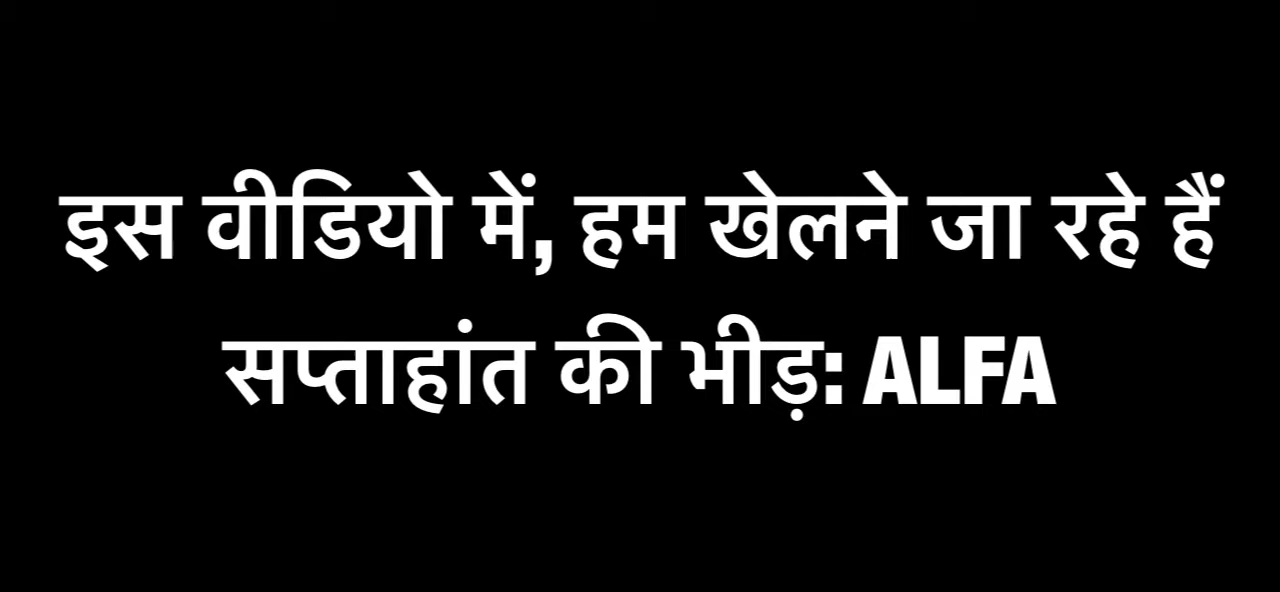 इस वीडियो में, हम खेलने जा रहे हैं
सप्ताहांत की भीड़: ALFA